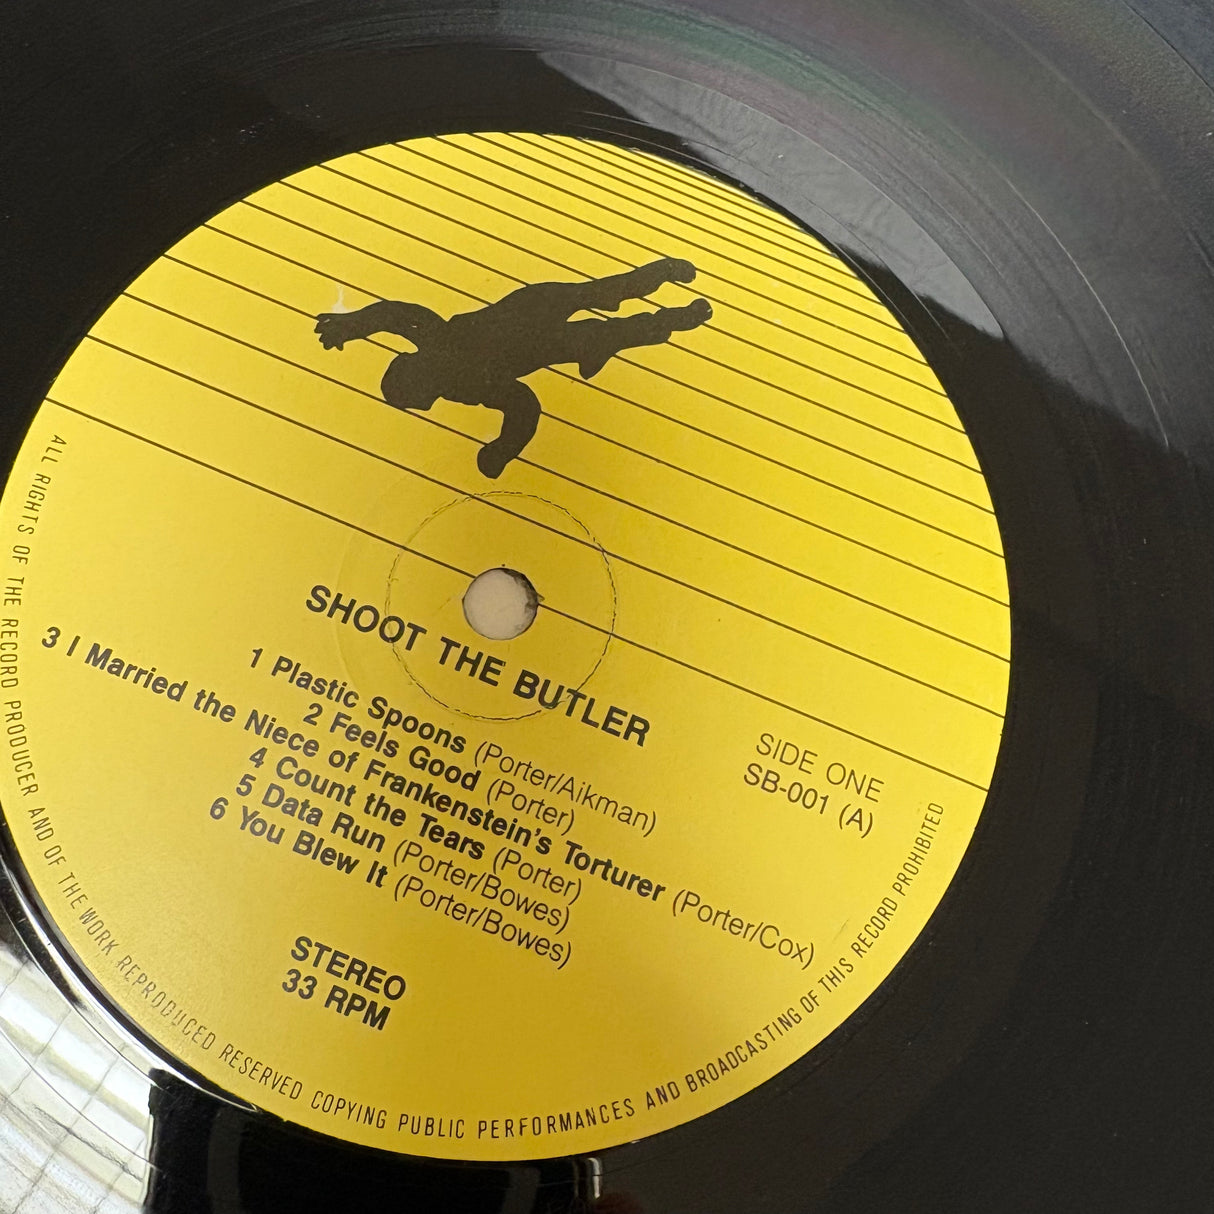 SHOOT THE BUTLER
1 Plastic Spoons (Porter/Aikman)
2 Feels Good (Porter)
3 I Married the Niece of Frankenstein's Torturer (Porter/Cox)
4 Count the Tears (Porter)
5 Data Run (Porter/Bowes)
6 You Blew It (Porter/Bowes)
SIDE ONE
SB-001 (A)
STEREO
33 RPM
ALL RIGHTS OF THE RECORD PRODUCER AND OF THE WORK REPRODUCED RESERVED COPYING PUBLIC PERFORMANCES AND BROADCASTING OF THIS RECORD PROHIBITED